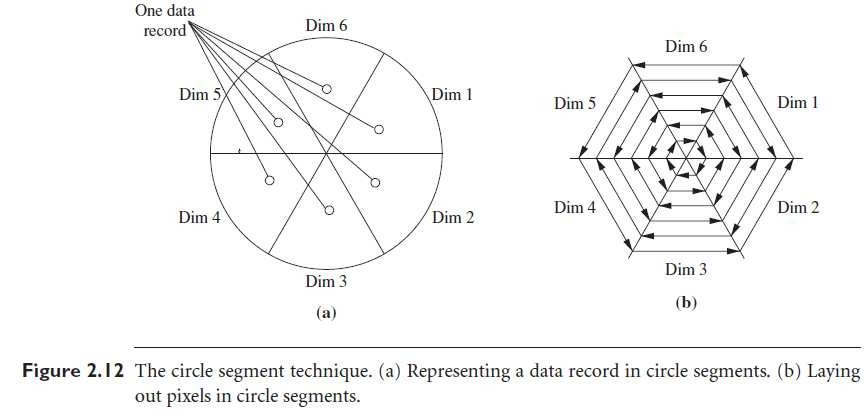 One data
record
Dim 6
Dim 5
Dim 1
Dim 4
Dim 2
Dim 3
(a)
Dim 6
Dim 5
Dim 1
Dim 4
Dim 2
Dim 3
(b)
Figure 2.12 The circle segment technique. (a) Representing a data record in circle segments. (b) Laying
out pixels in circle segments.